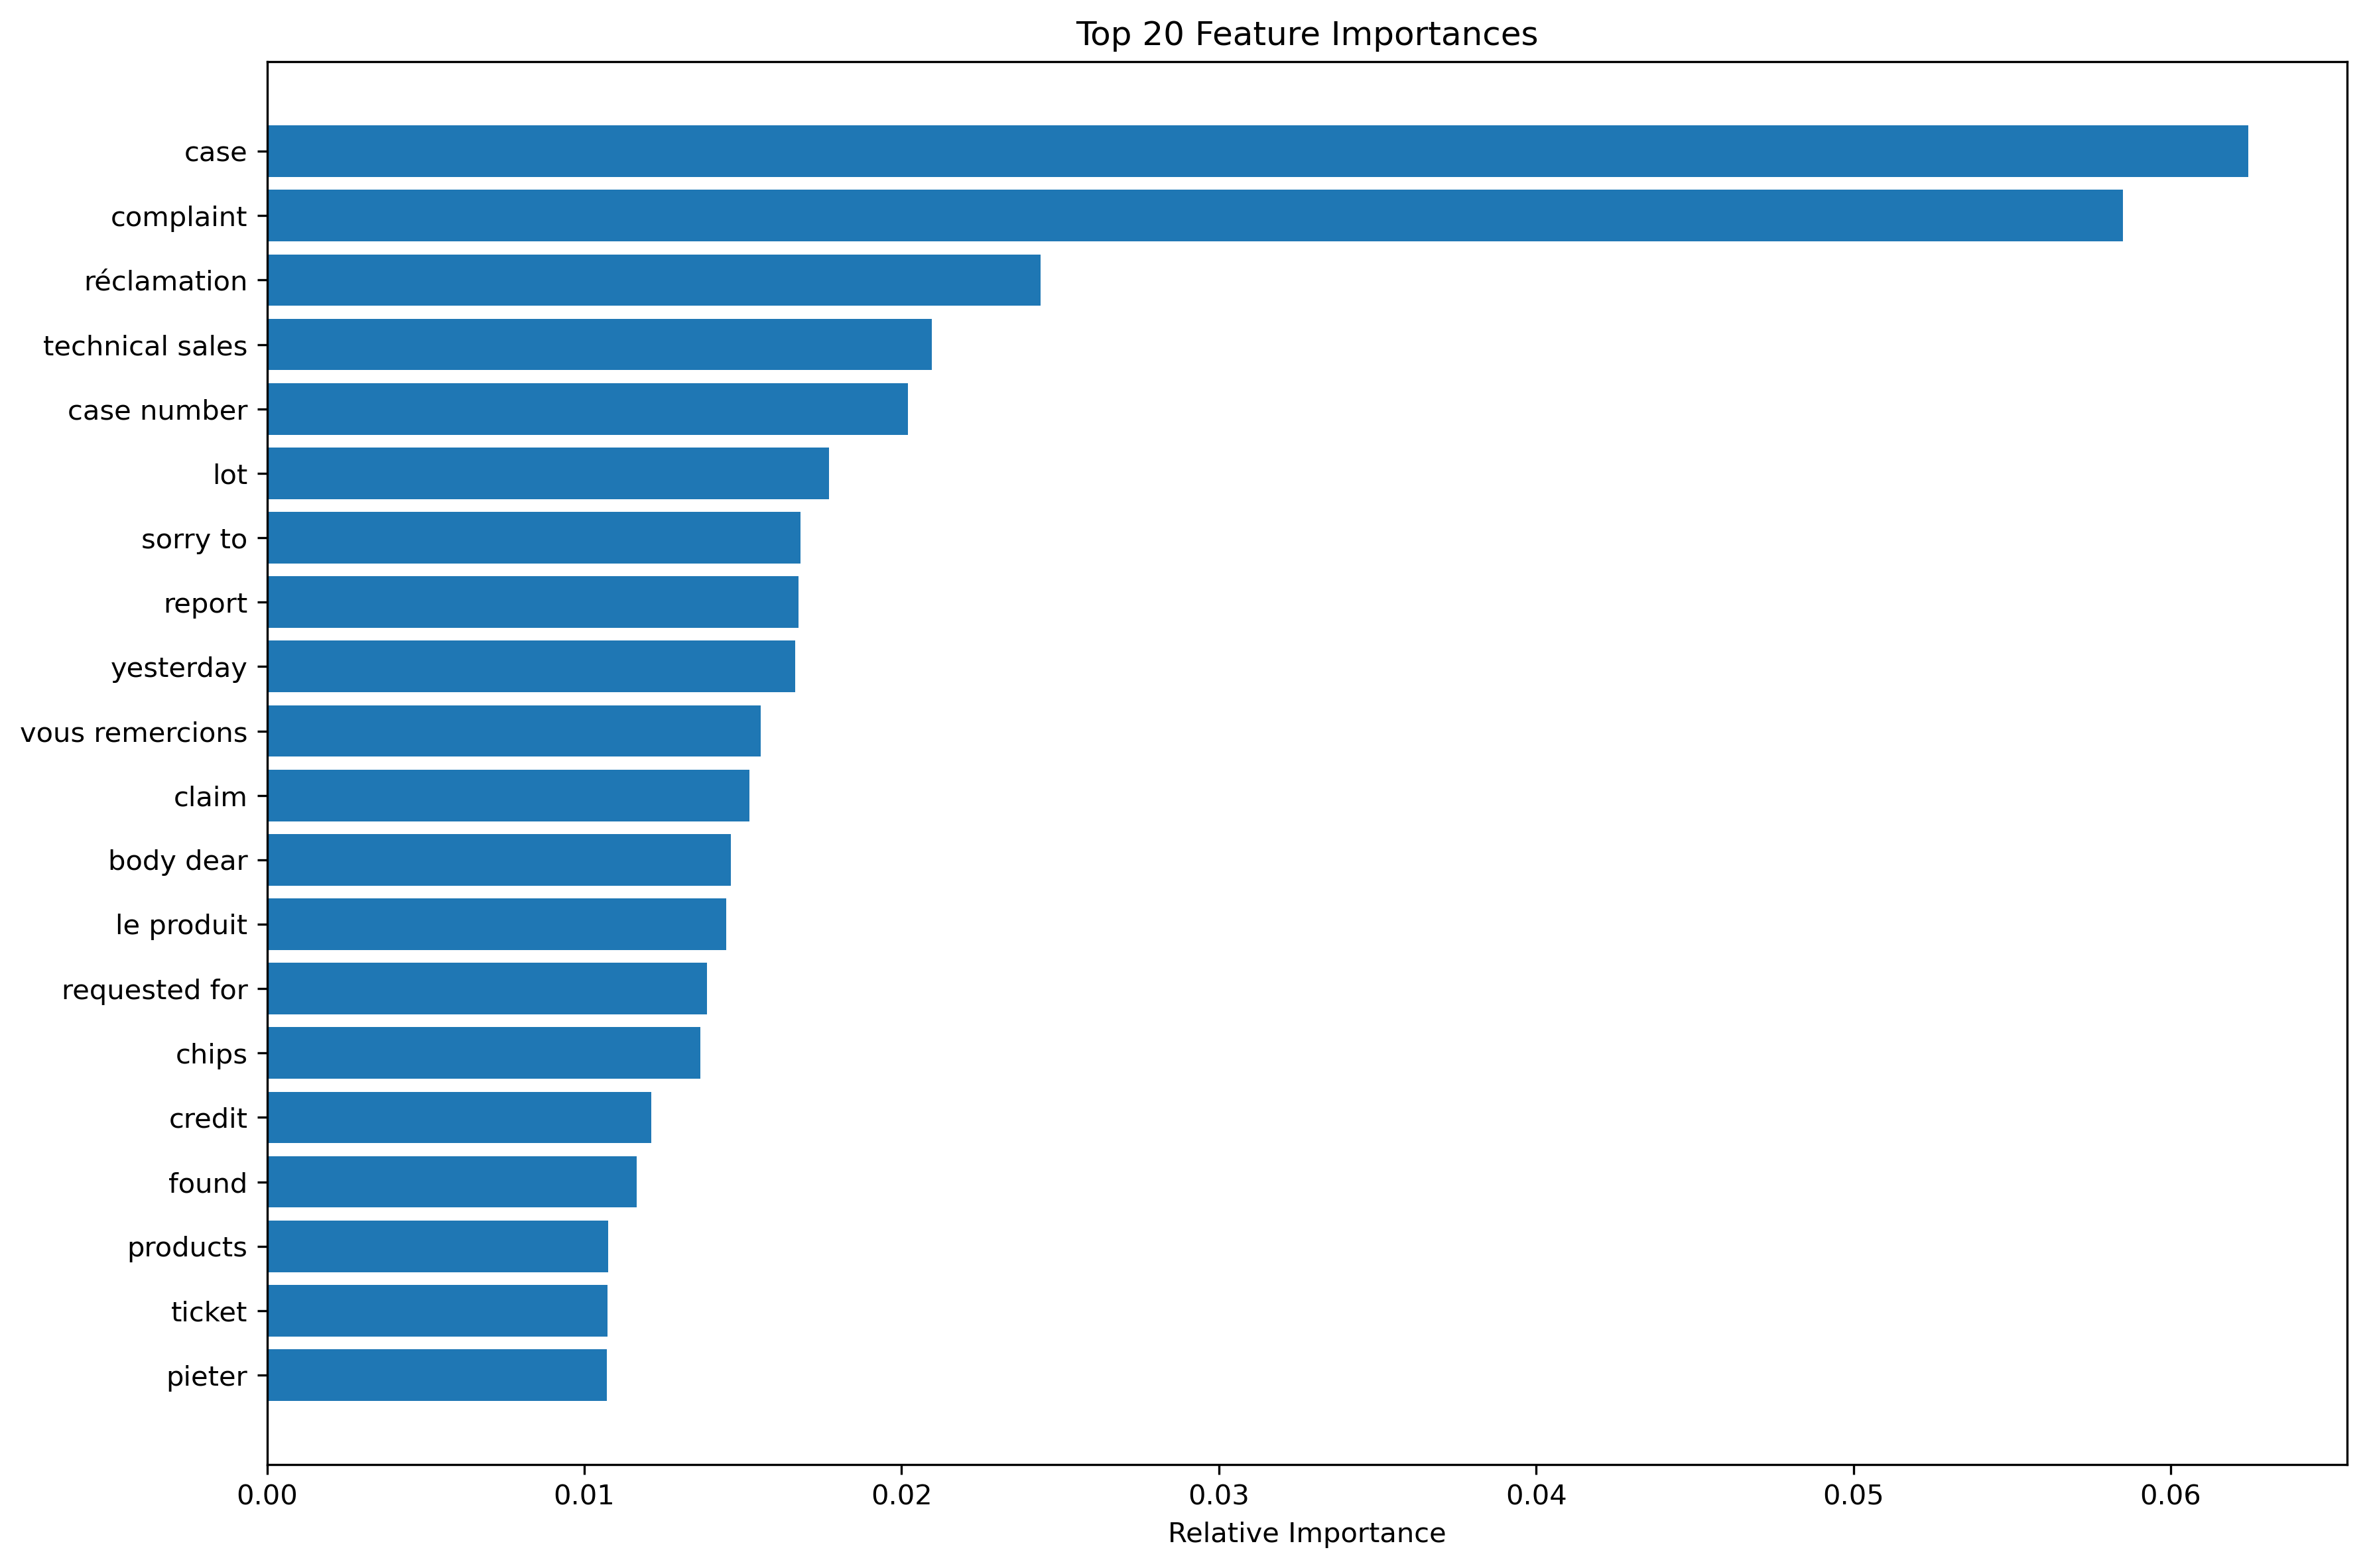 Top 20 Feature Importances
case
complaint
réclamation
technical sales
case number
lot
sorry to
report
yesterday
vous remercions
claim
body dear
le produit
requested for
chips
credit
found
products
ticket
pieter
0.00 0.01 0.02 0.03 0.04 0.05 0.06
Relative Importance